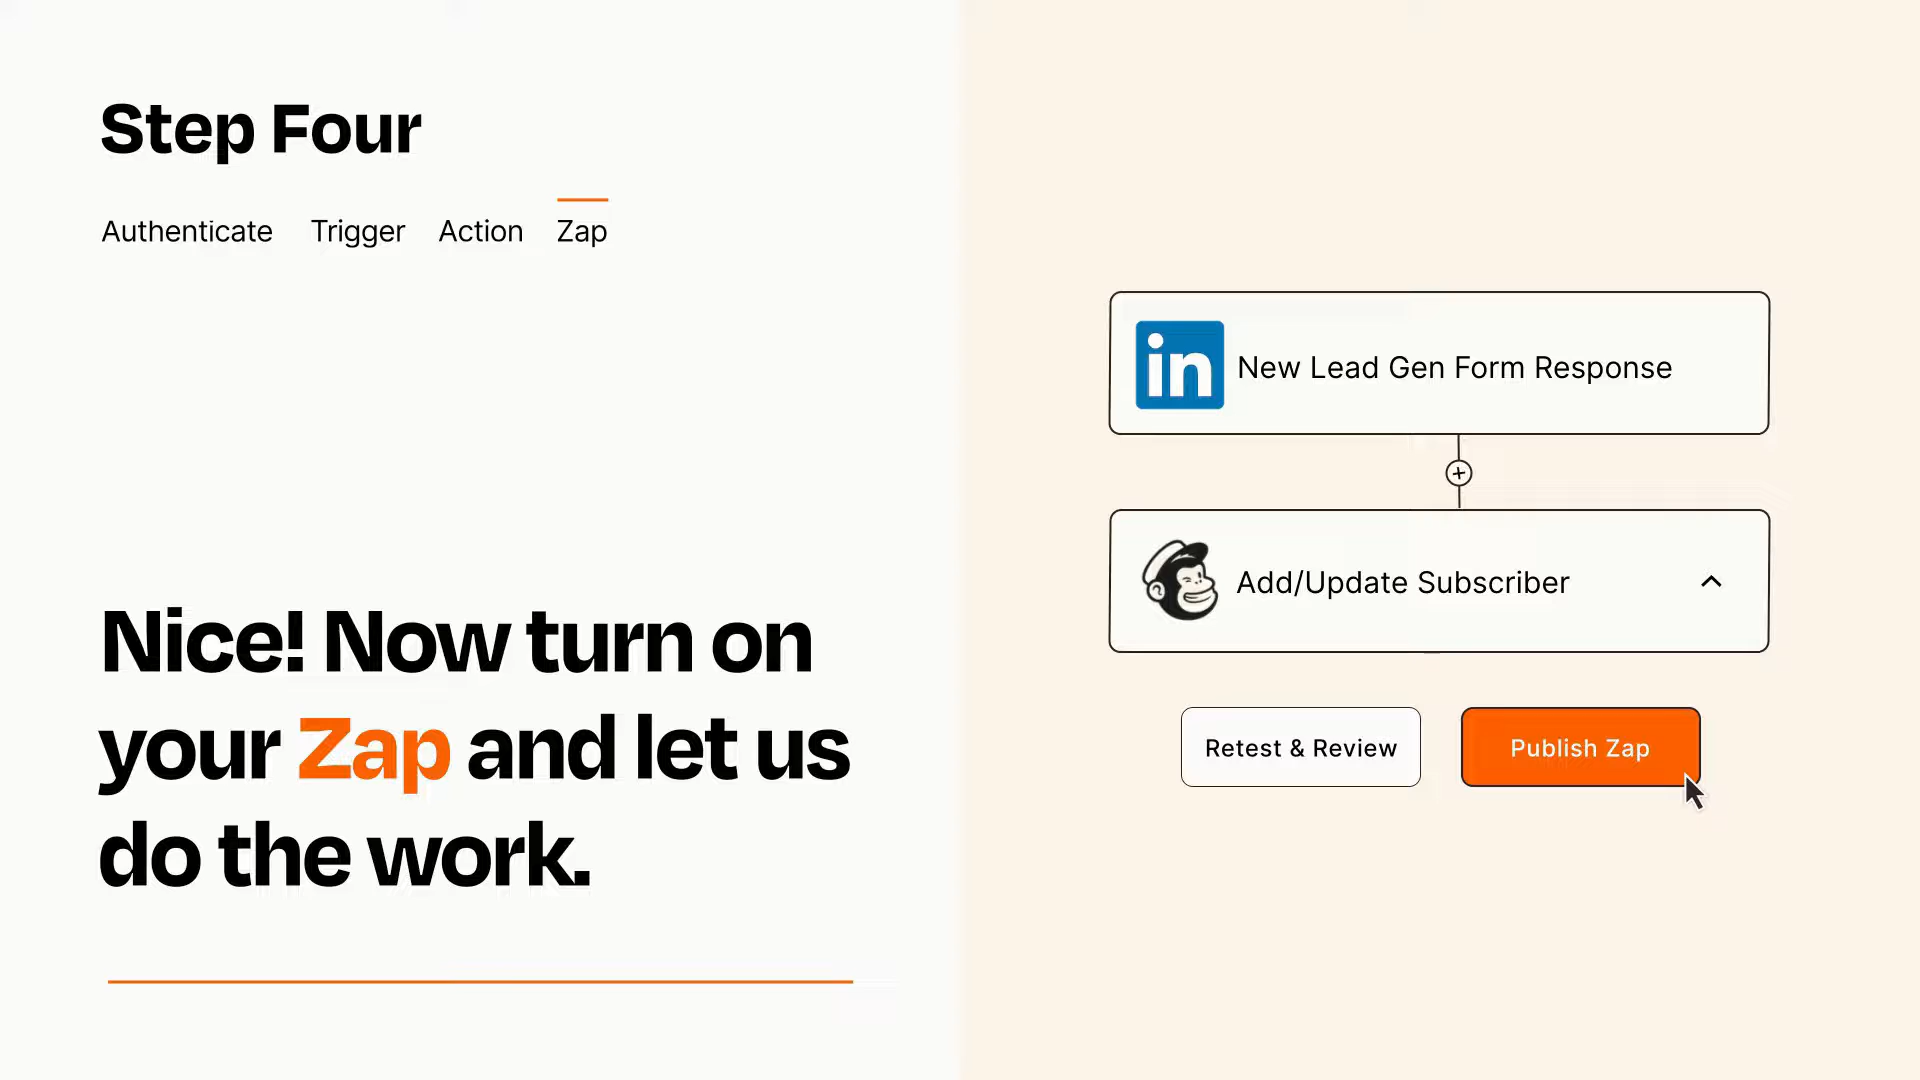 Step Four
Authenticate Trigger Action Zap
Nice! Now turn on
your Zap and let us
do the work.
in New Lead Gen Form Response
Add/Update Subscriber
Retest & Review
Publish Zap